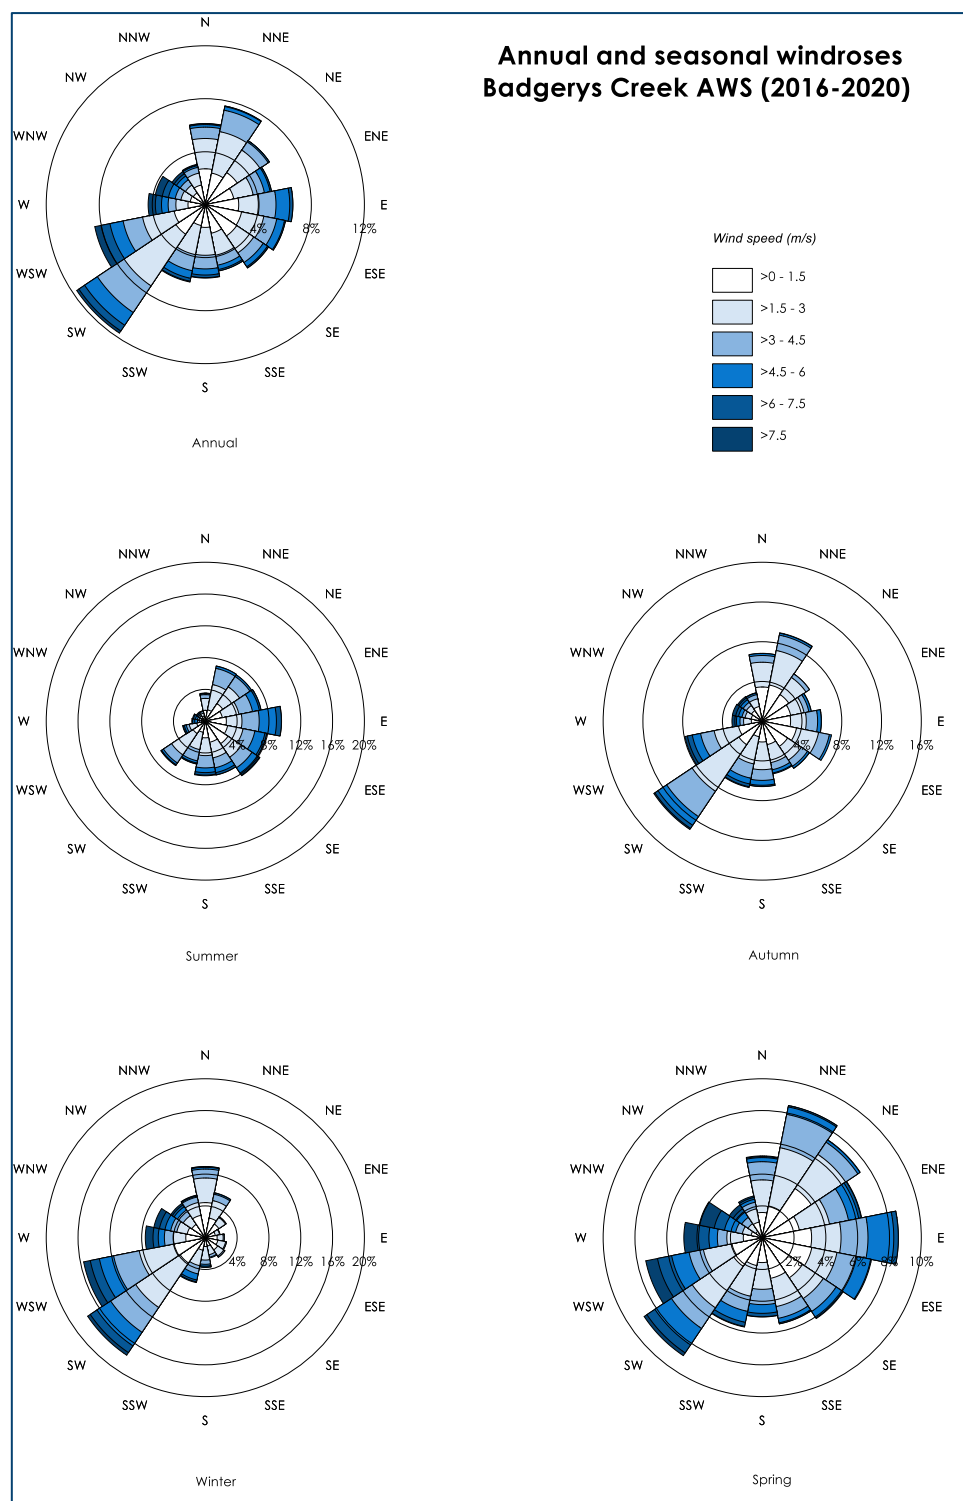 Annual and seasonal windroses
Badgerys Creek AWS (2016-2020)
N
NNW
NNE
NW
NE
WNW
ENE
W
E
4%
8%
12%
WSW
ESE
SW
SE
SSW
SSE
S
Annual
Wind speed (m/s)
>0 - 1.5
>1.5 - 3
>3 - 4.5
>4.5 - 6
>6 - 7.5
>7.5
N
NNW
NNE
NW
NE
WNW
ENE
W
E
4%
8%
12%
16%
20%
WSW
ESE
SW
SE
SSW
SSE
S
Summer
N
NNW
NNE
NW
NE
WNW
ENE
W
E
4%
8%
12%
16%
WSW
ESE
SW
SE
SSW
SSE
S
Autumn
N
NNW
NNE
NW
NE
WNW
ENE
W
E
4%
8%
12%
16%
20%
WSW
ESE
SW
SE
SSW
SSE
S
Winter
N
NNW
NNE
NW
NE
WNW
ENE
W
E
2%
4%
6%
8%
10%
WSW
ESE
SW
SE
SSW
SSE
S
Spring